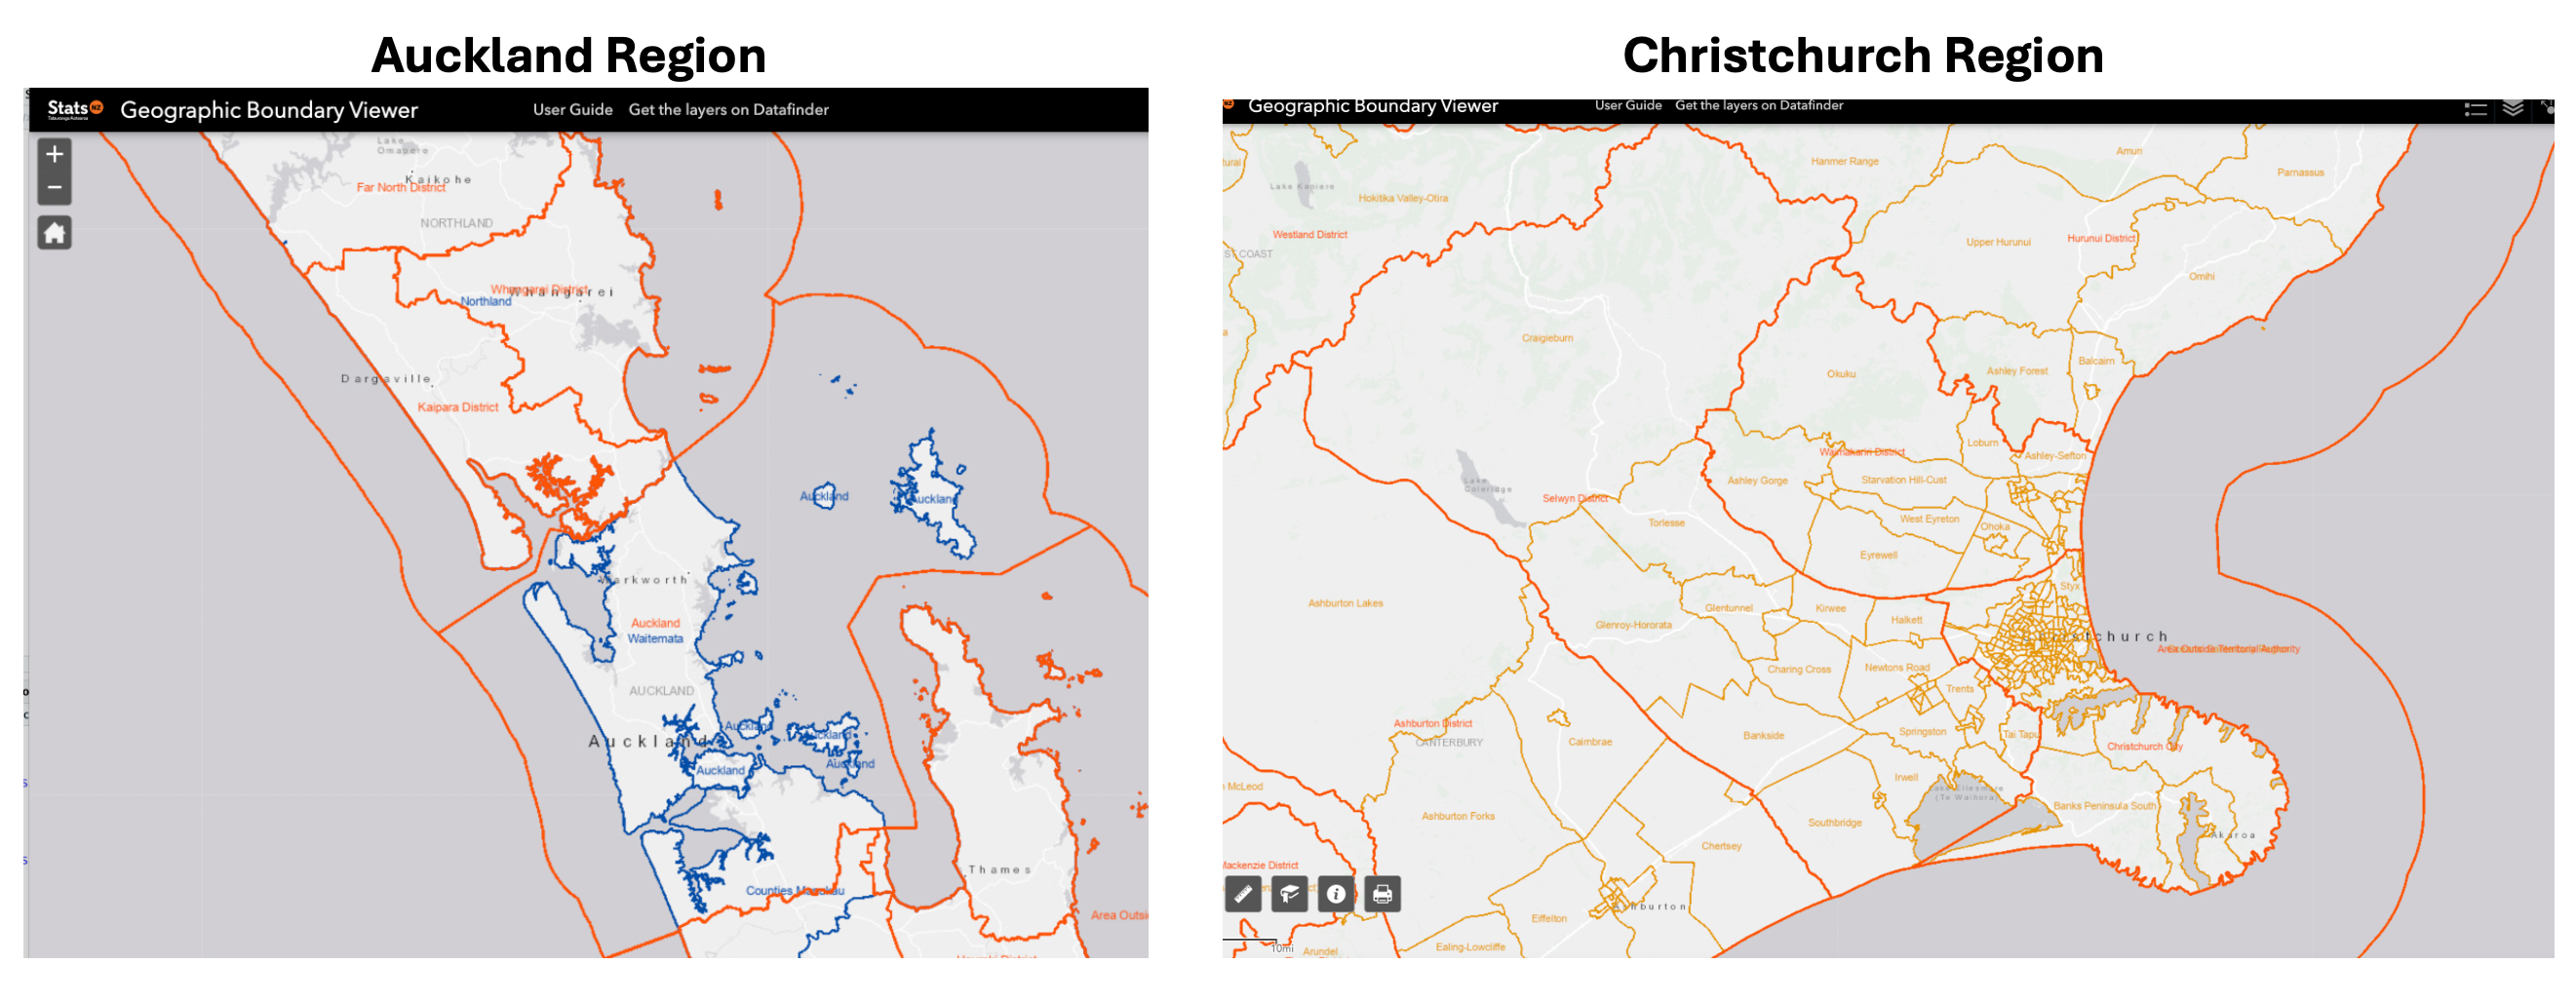 Auckland Region
Christchurch Region
Stats NZ
Geographic Boundary Viewer
User Guide
Get the layers on Datafinder
Lake Omapere
Kaikohe
Far North District
NORTHLAND
Whangarei District
Whangarei
Northland
Dargaville
Kaipara District
Auckland
Auckland
Warkworth
Auckland
Waitemata
AUCKLAND
Auckland
Auckland
Auckland
Auckland
Auckland
Counties Manukau
Thames
Area Outsi
Geographic Boundary Viewer
User Guide
Get the layers on Datafinder
Hanmer Range
Amuri
Parnassus
Lake Kaniere
Hokitika Valley-Otira
Westland District
ST COAST
Upper Hurunui
Hurunui District
Omihi
Craigieburn
Okuku
Ashley Forest
Balcairn
Loburn
Waimakariri District
Ashley-Sefton
Ashley Gorge
Starvation Hill-Cust
Lake Coleridge
Selwyn District
Torlesse
West Eyreton
Ohoka
Eyrewell
Styx
Ashburton Lakes
Glentunnel
Kirwee
Halkett
Glenroy-Hororata
Christchurch
Area Outside Territorial Authority
Charing Cross
Newtons Road
Trents
Ashburton District
CANTERBURY
Cairnbrae
Bankside
Springston
Tai Tapu
Christchurch City
McLeod
Irwell
Lake Ellesmere
(Te Waihora)
Banks Peninsula South
Ashburton Forks
Southbridge
Akaroa
Chertsey
Mackenzie District
Ashburton
Eiffelton
10mi
Arundel
Ealing-Lowcliffe